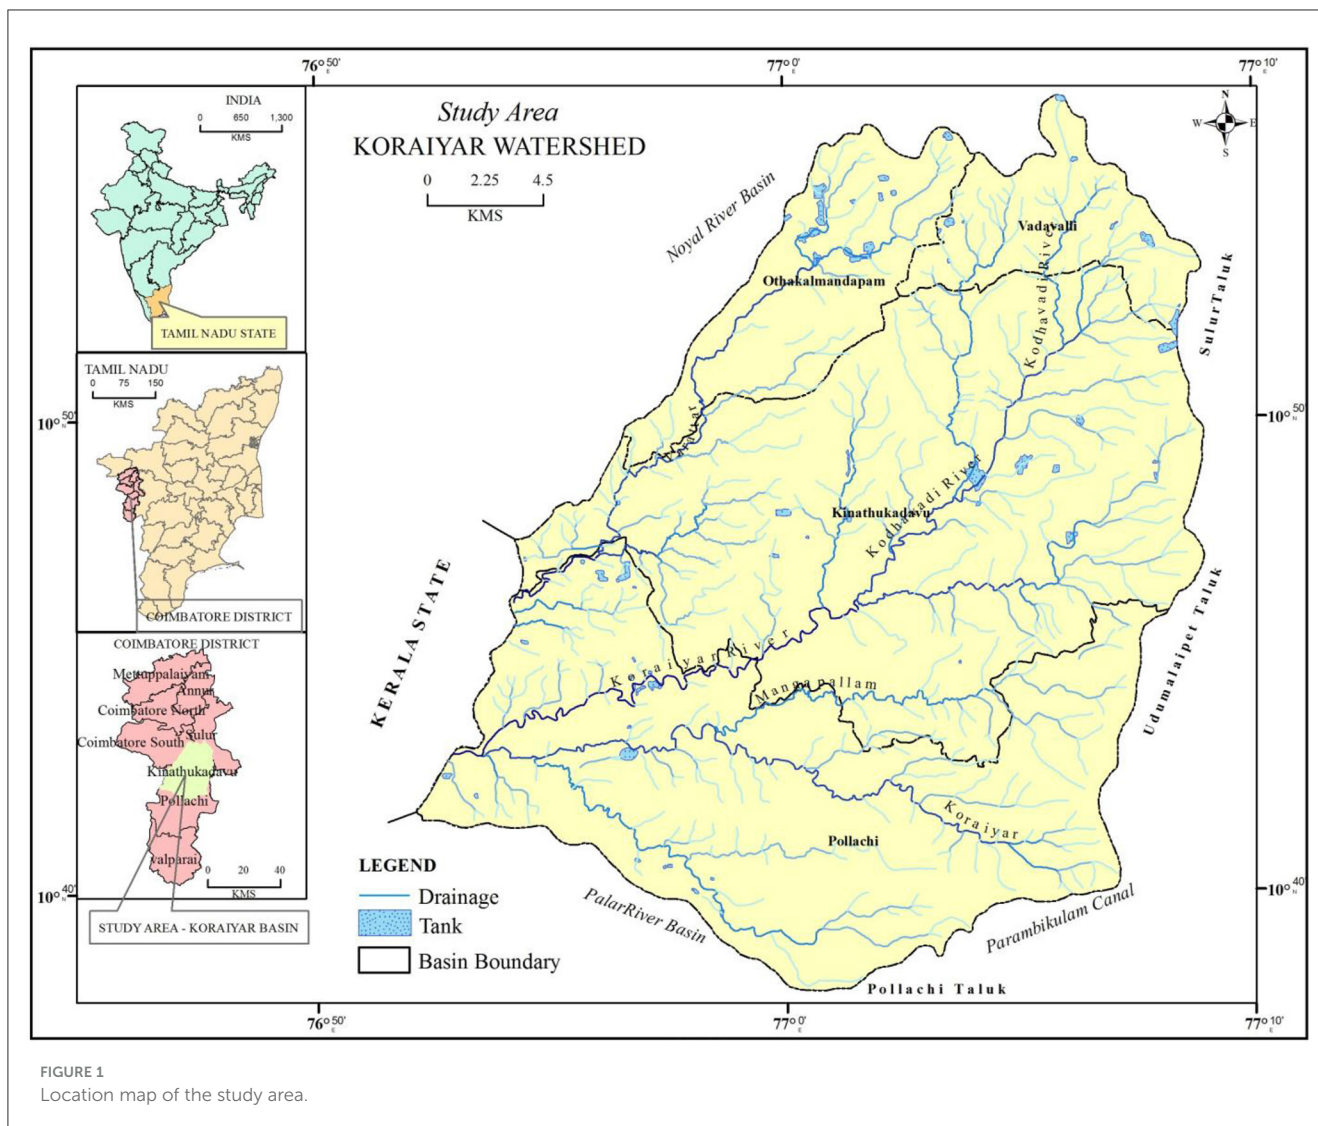 76° 50'
E
77° 0'
E
77° 10'
E
INDIA
0 650 1,300
KMS
TAMIL NADU STATE
TAMIL NADU
0 75 150
KMS
COIMBATORE DISTRICT
COIMBATORE DISTRICT
Mettuppalaiyam
Annur
Coimbatore North
Sulur
Coimbatore South
Kinathukadavu
Pollachi
valparai
0 20 40
KMS
STUDY AREA - KORAIYAR BASIN
Study Area
KORAIYAR WATERSHED
0 2.25 4.5
KMS
N
W E
S
Noyal River Basin
Vadavalli
Othakalmandapam
Kodhavadi River
Sulur Taluk
10° 50'
N
10° 50'
N
Kodhavadi River
Kinathukadavu
KERALA STATE
Koraiyar River
Mangapallam
Udumalaipet Taluk
Koraiyar
Pollachi
10° 40'
N
10° 40'
N
LEGEND
Drainage
Tank
Basin Boundary
PalarRiver Basin
Parambikulam Canal
Pollachi Taluk
76° 50'
E
77° 0'
E
77° 10'
E
FIGURE 1
Location map of the study area.